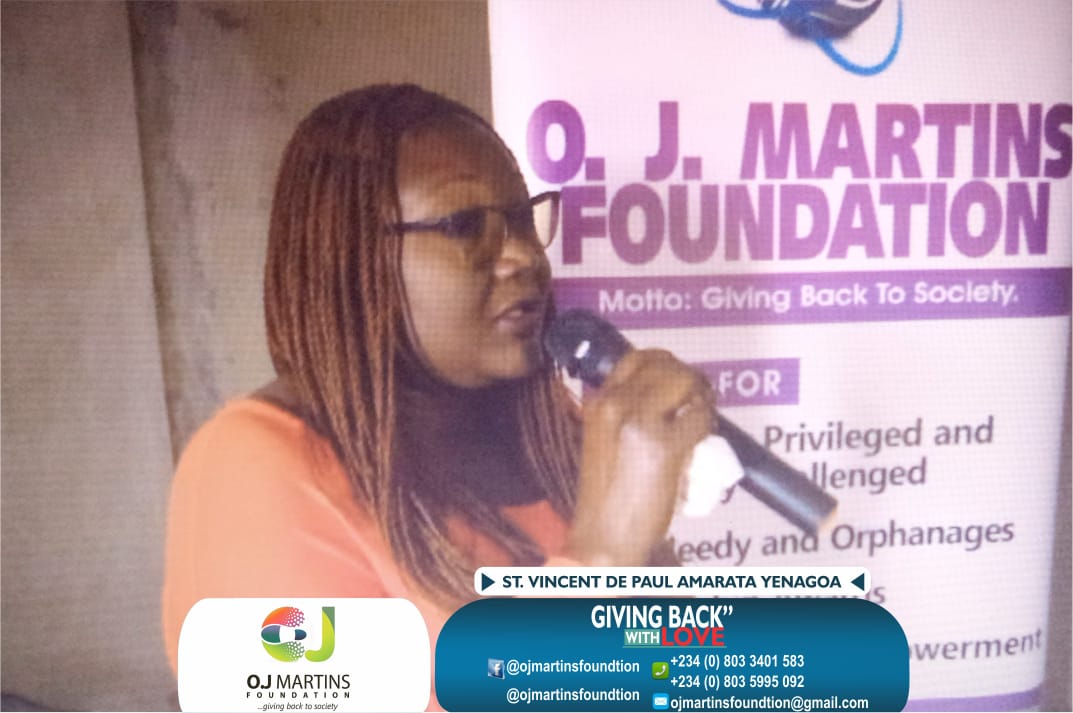 O. J. MARTINS
FOUNDATION
Motto: Giving Back To Society.
FOR
Privileged and
llenged
eedy and Orphanages
werment
ST. VINCENT DE PAUL AMARATA YENAGOA
GIVING BACK”
WITH LOVE
@ojmartinsfoundtion
@ojmartinsfoundtion
+234 (0) 803 3401 583
+234 (0) 803 5995 092
ojmartinsfoundtion@gmail.com
OJ
OJ MARTINS
FOUNDATION
...giving back to society